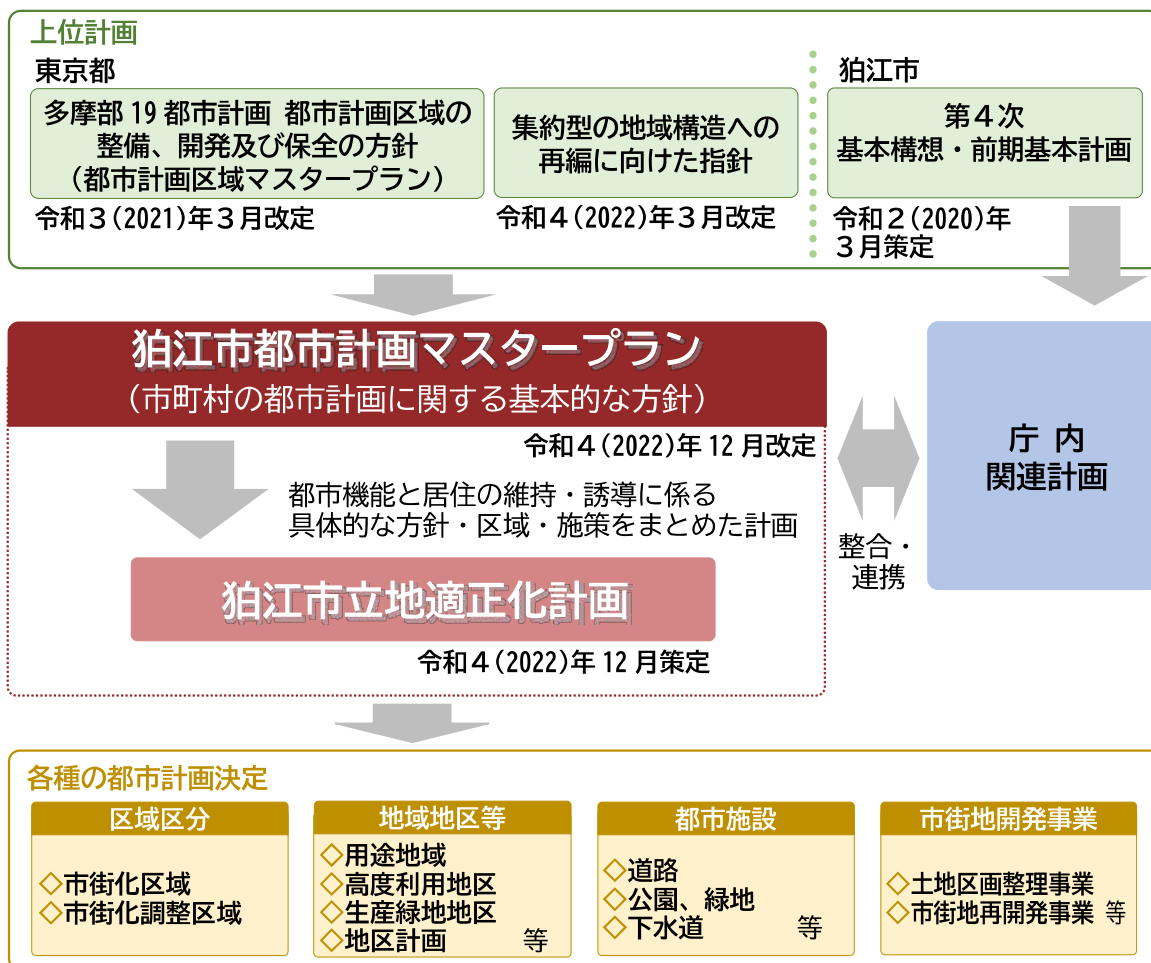 上位計画
東京都
多摩部19都市計画 都市計画区域の
整備、開発及び保全の方針
（都市計画区域マスタープラン）
令和３(2021)年３月改定
集約型の地域構造への
再編に向けた指針
令和４(2022)年３月改定
狛江市
第４次
基本構想・前期基本計画
令和２(2020)年
３月策定
狛江市都市計画マスタープラン
（市町村の都市計画に関する基本的な方針）
令和４(2022)年12月改定
都市機能と居住の維持・誘導に係る
具体的な方針・区域・施策をまとめた計画
狛江市立地適正化計画
令和４(2022)年12月策定
整合・
連携
庁 内
関連計画
各種の都市計画決定
区域区分
◇市街化区域
◇市街化調整区域
地域地区等
◇用途地域
◇高度利用地区
◇生産緑地地区
◇地区計画 等
都市施設
◇道路
◇公園、緑地
◇下水道 等
市街地開発事業
◇土地区画整理事業
◇市街地再開発事業 等